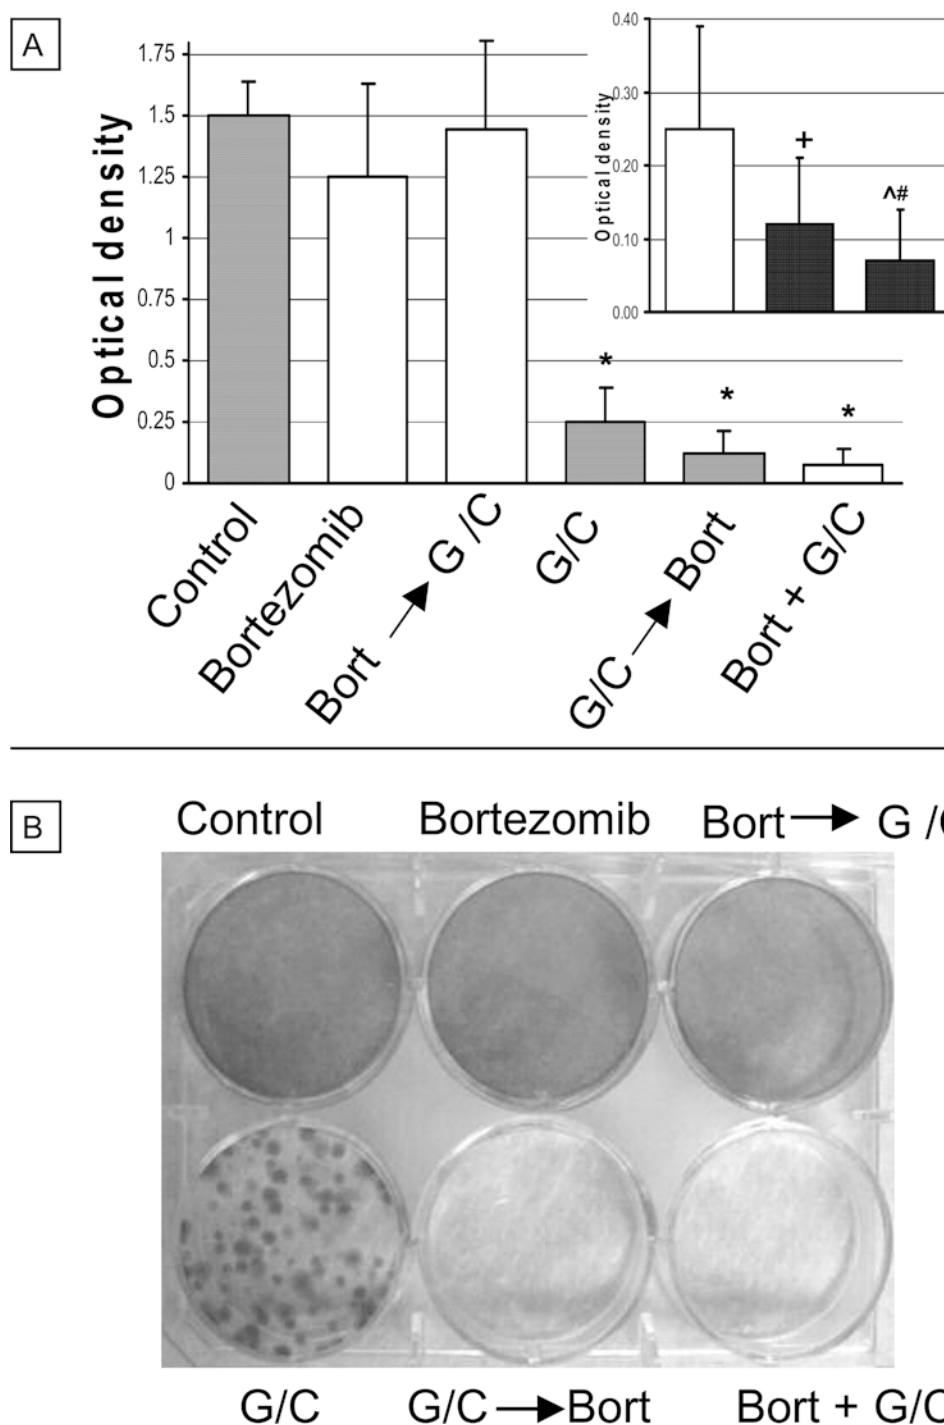 A
Optical density
1.75
1.5
1.25
1
0.75
0.5
0.25
0
* * *
Control
Bortezomib
Bort → G /C
G/C
G/C → Bort
Bort + G/C
Optical density
0.40
0.30
0.20
0.10
0.00
+
^#
B
Control Bortezomib Bort → G /C
G/C G/C → Bort Bort + G/C